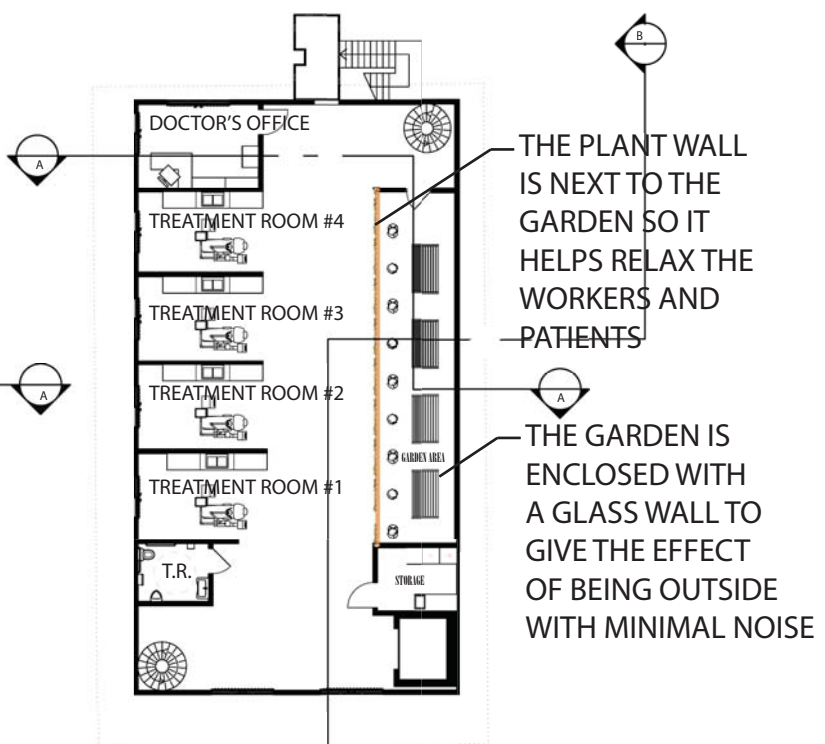 B
DOCTOR'S OFFICE
A
THE PLANT WALL
IS NEXT TO THE
GARDEN SO IT
HELPS RELAX THE
WORKERS AND
PATIENTS
TREATMENT ROOM #4
TREATMENT ROOM #3
A
TREATMENT ROOM #2
A
THE GARDEN IS
ENCLOSED WITH
A GLASS WALL TO
GIVE THE EFFECT
OF BEING OUTSIDE
WITH MINIMAL NOISE
GARDEN AREA
TREATMENT ROOM #1
T.R.
STORAGE